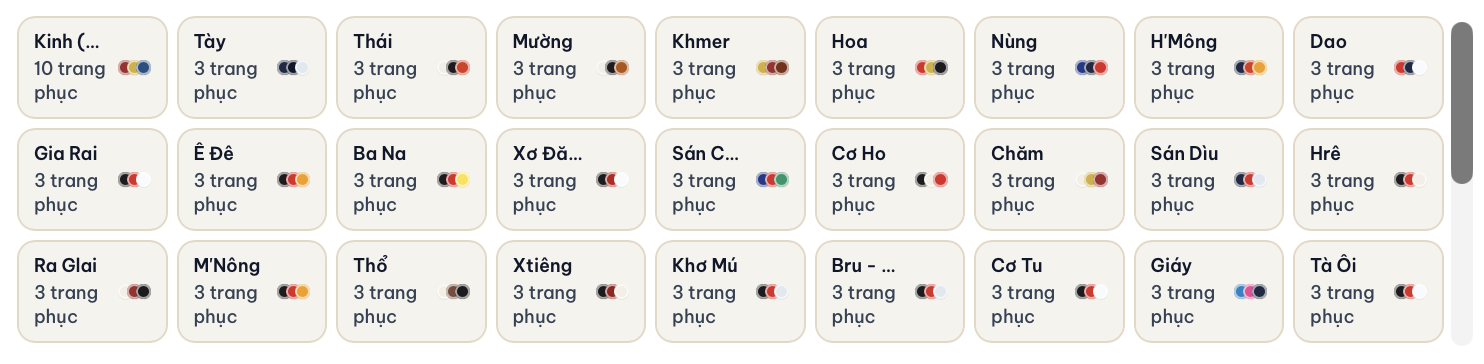 Kinh (...
10 trang
phục
Tày
3 trang
phục
Thái
3 trang
phục
Mường
3 trang
phục
Khmer
3 trang
phục
Hoa
3 trang
phục
Nùng
3 trang
phục
H'Mông
3 trang
phục
Dao
3 trang
phục
Gia Rai
3 trang
phục
Ê Đê
3 trang
phục
Ba Na
3 trang
phục
Xơ Đă...
3 trang
phục
Sán C...
3 trang
phục
Cơ Ho
3 trang
phục
Chăm
3 trang
phục
Sán Dìu
3 trang
phục
Hrê
3 trang
phục
Ra Glai
3 trang
phục
M'Nông
3 trang
phục
Thổ
3 trang
phục
Xtiêng
3 trang
phục
Khơ Mú
3 trang
phục
Bru - ...
3 trang
phục
Cơ Tu
3 trang
phục
Giáy
3 trang
phục
Tà Ôi
3 trang
phục